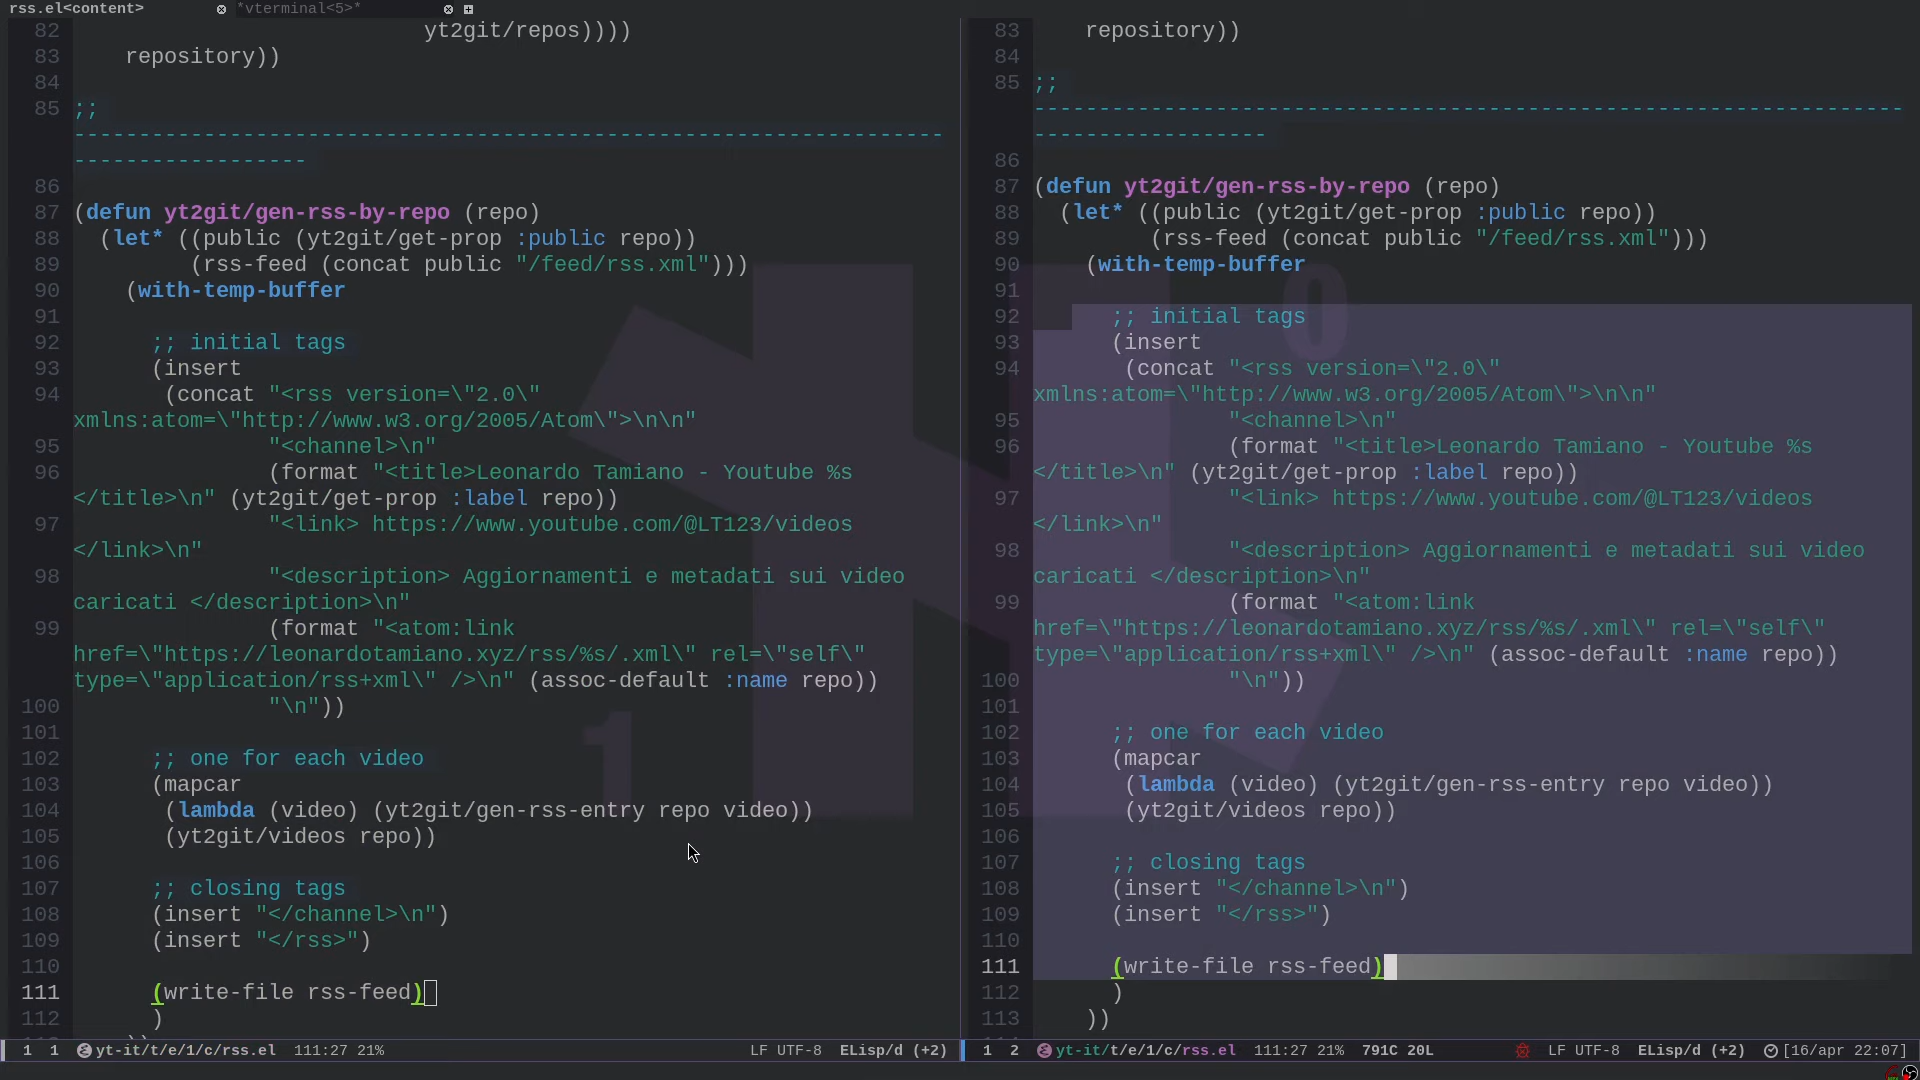 rss.el<content>
*vterminal<5>*
82 yt2git/repos))))
83 repository))
84
85 ;;
-------------------------------------------------------------------
------------------
86
87 (defun yt2git/gen-rss-by-repo (repo)
88 (let* ((public (yt2git/get-prop :public repo))
89 (rss-feed (concat public "/feed/rss.xml")))
90 (with-temp-buffer
91
92 ;; initial tags
93 (insert
94 (concat "<rss version=\"2.0\"
xmlns:atom=\"http://www.w3.org/2005/Atom\">\n\n"
95 "<channel>\n"
96 (format "<title>Leonardo Tamiano - Youtube %s
</title>\n" (yt2git/get-prop :label repo))
97 "<link> https://www.youtube.com/@LT123/videos
</link>\n"
98 "<description> Aggiornamenti e metadati sui video
caricati </description>\n"
99 (format "<atom:link
href=\"https://leonardotamiano.xyz/rss/%s/.xml\" rel=\"self\"
type=\"application/rss+xml\" />\n" (assoc-default :name repo))
100 "\n"))
101
102 ;; one for each video
103 (mapcar
104 (lambda (video) (yt2git/gen-rss-entry repo video))
105 (yt2git/videos repo))
106
107 ;; closing tags
108 (insert "</channel>\n")
109 (insert "</rss>")
110
111 (write-file rss-feed)
112 )
1 1 yt-it/t/e/1/c/rss.el 111:27 21% LF UTF-8 ELisp/d (+2)
83 repository))
84
85 ;;
-------------------------------------------------------------------
------------------
86
87 (defun yt2git/gen-rss-by-repo (repo)
88 (let* ((public (yt2git/get-prop :public repo))
89 (rss-feed (concat public "/feed/rss.xml")))
90 (with-temp-buffer
91
92 ;; initial tags
93 (insert
94 (concat "<rss version=\"2.0\"
xmlns:atom=\"http://www.w3.org/2005/Atom\">\n\n"
95 "<channel>\n"
96 (format "<title>Leonardo Tamiano - Youtube %s
</title>\n" (yt2git/get-prop :label repo))
97 "<link> https://www.youtube.com/@LT123/videos
</link>\n"
98 "<description> Aggiornamenti e metadati sui video
caricati </description>\n"
99 (format "<atom:link
href=\"https://leonardotamiano.xyz/rss/%s/.xml\" rel=\"self\"
type=\"application/rss+xml\" />\n" (assoc-default :name repo))
100 "\n"))
101
102 ;; one for each video
103 (mapcar
104 (lambda (video) (yt2git/gen-rss-entry repo video))
105 (yt2git/videos repo))
106
107 ;; closing tags
108 (insert "</channel>\n")
109 (insert "</rss>")
110
111 (write-file rss-feed)
112 )
113 ))
1 2 yt-it/t/e/1/c/rss.el 111:27 21% 791C 20L LF UTF-8 ELisp/d (+2) [16/apr 22:07]
0
1